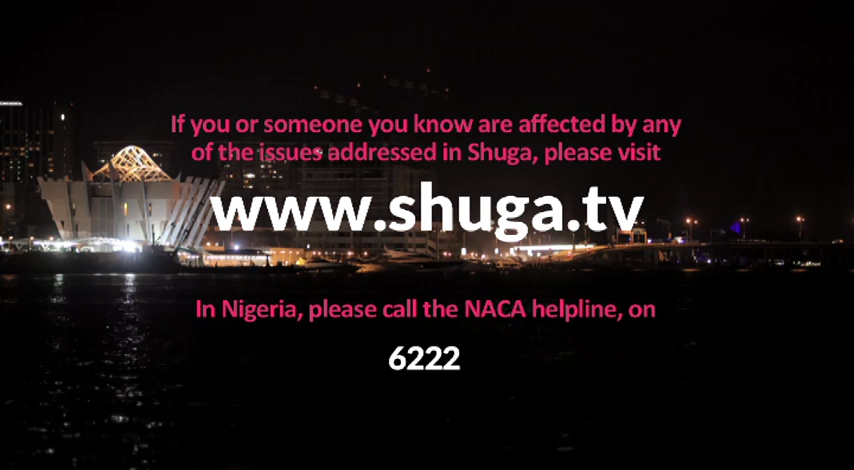 If you or someone you know are affected by any
of the issues addressed in Shuga, please visit
www.shuga.tv
In Nigeria, please call the NACA helpline, on
6222